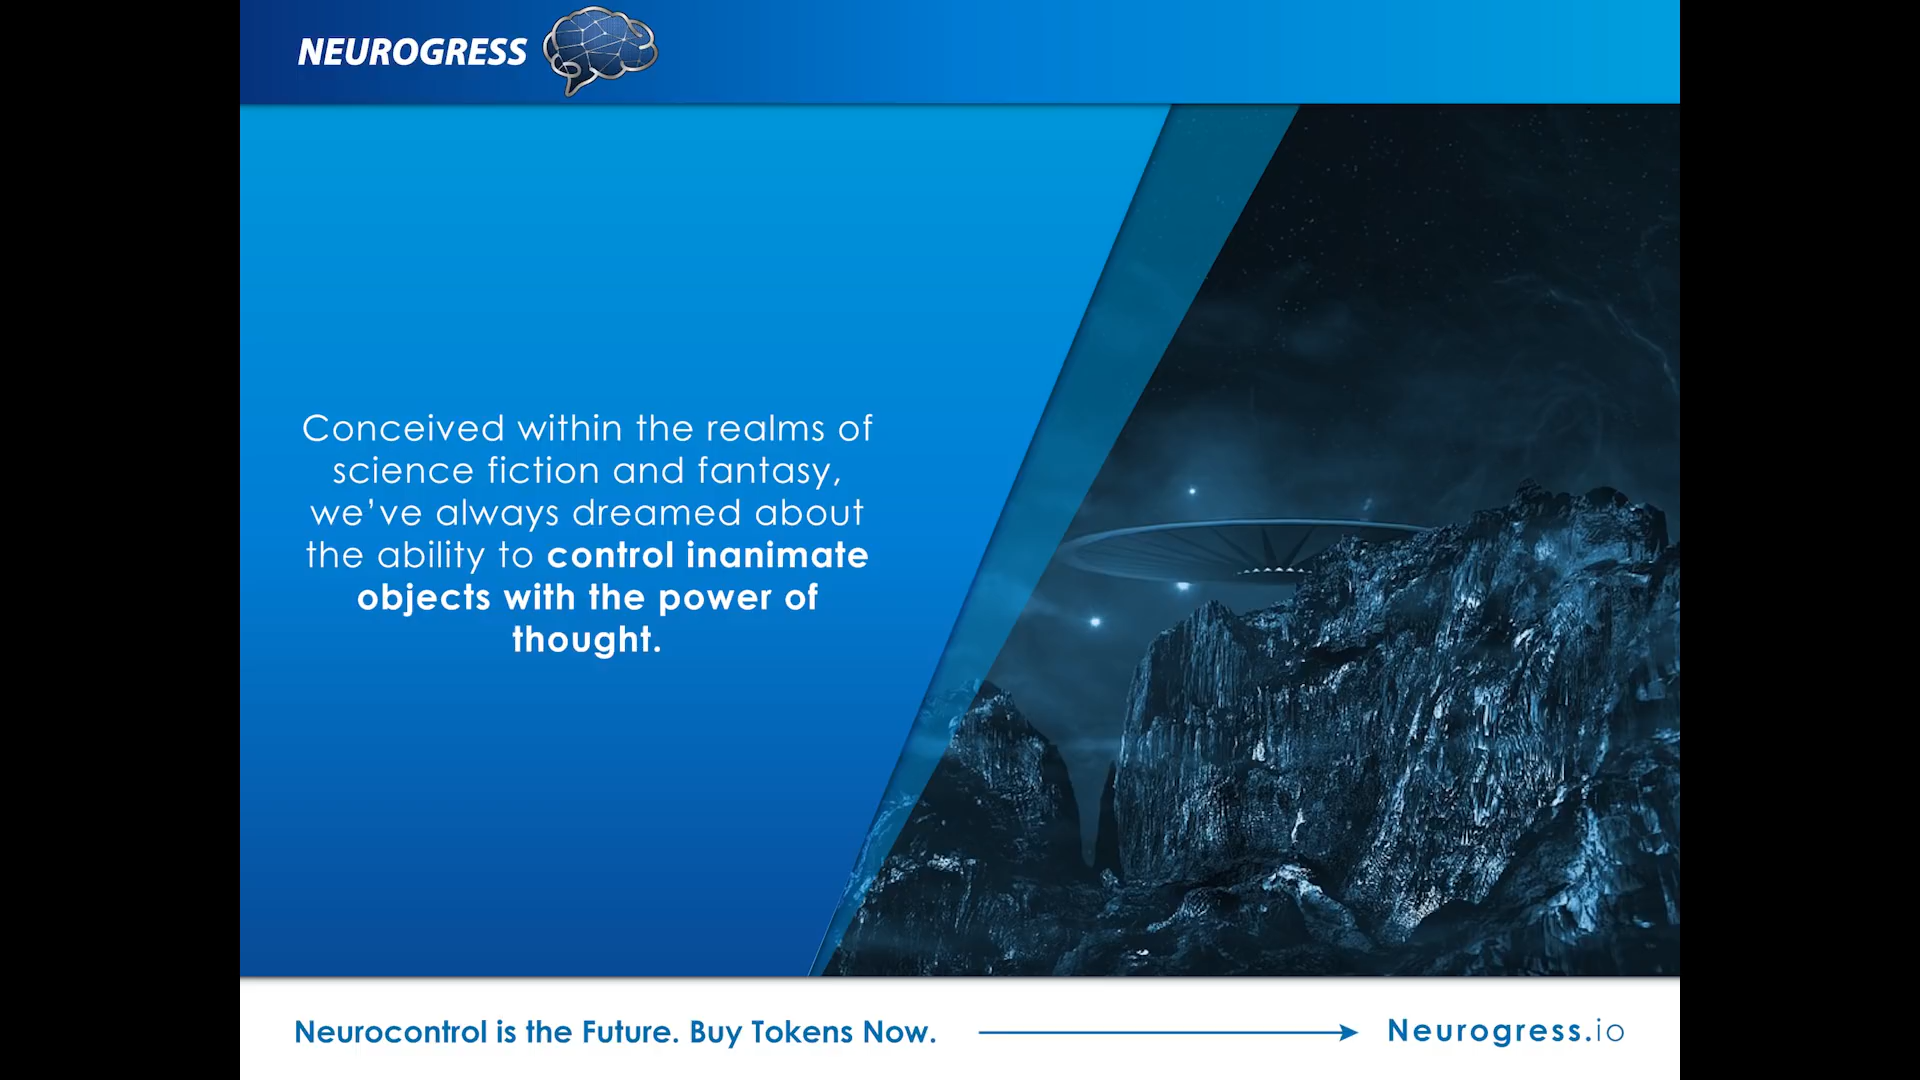 NEUROGRESS
Conceived within the realms of
science fiction and fantasy,
we’ve always dreamed about
the ability to control inanimate
objects with the power of
thought.
Neurocontrol is the Future. Buy Tokens Now.
Neurogress.io